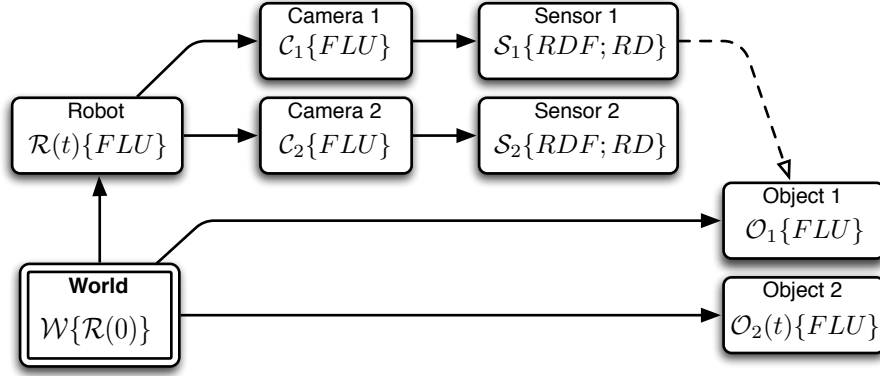 Camera 1
𝒞₁{FLU}
Sensor 1
𝒮₁{RDF; RD}
Robot
ℛ(t){FLU}
Camera 2
𝒞₂{FLU}
Sensor 2
𝒮₂{RDF; RD}
Object 1
𝒪₁{FLU}
World
𝒲{ℛ(0)}
Object 2
𝒪₂(t){FLU}